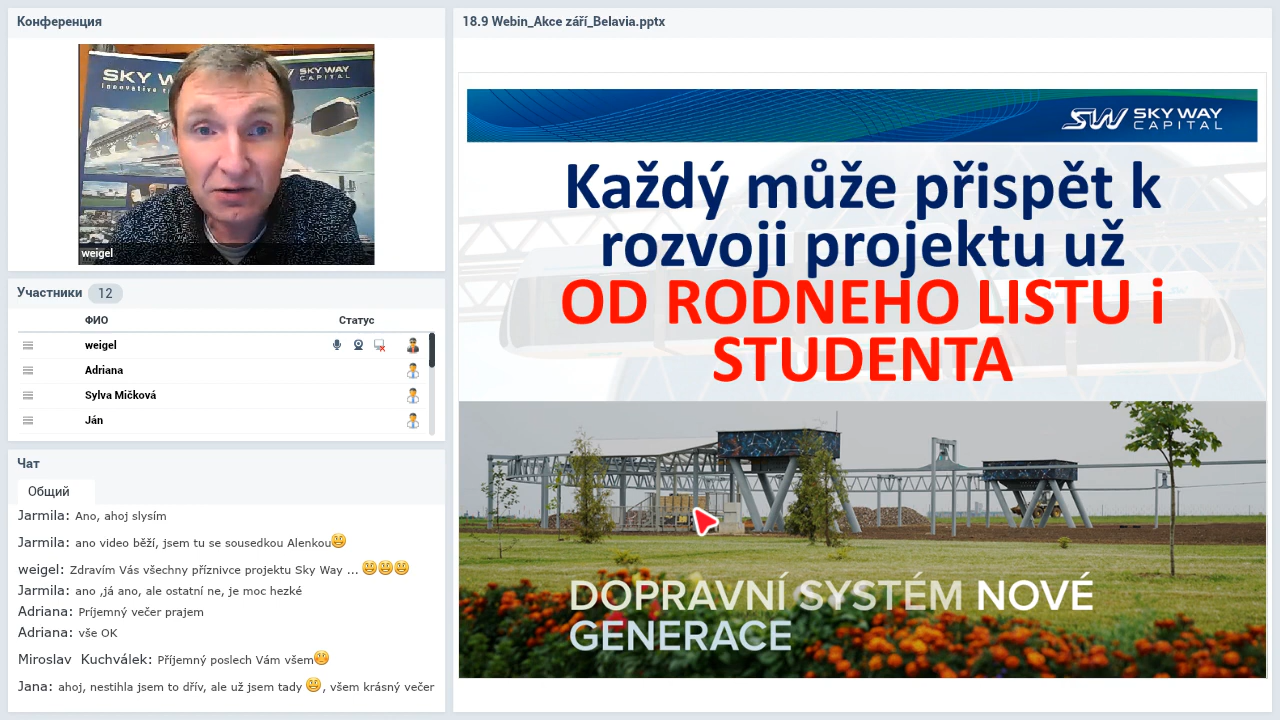 Конференция
SKY W
Innovative t
SKY WAY
CAPITAL
weigel
Участники 12
ФИО Статус
weigel
Adriana
Sylva Mičková
Ján
Чат
Общий
Jarmila: Ano, ahoj slysím
Jarmila: ano video běží, jsem tu se sousedkou Alenkou
weigel: Zdravím Vás všechny příznivce projektu Sky Way ...
Jarmila: ano ,já ano, ale ostatní ne, je moc hezké
Adriana: Príjemný večer prajem
Adriana: vše OK
Miroslav Kuchválek: Příjemný poslech Vám všem
Jana: ahoj, nestihla jsem to dřív, ale už jsem tady , všem krásný večer
18.9 Webin_Akce září_Belavia.pptx
SW SKY WAY
CAPITAL
Každý může přispět k
rozvoji projektu už
OD RODNEHO LISTU i
STUDENTA
DOPRAVNÍ SYSTÉM NOVÉ
GENERACE